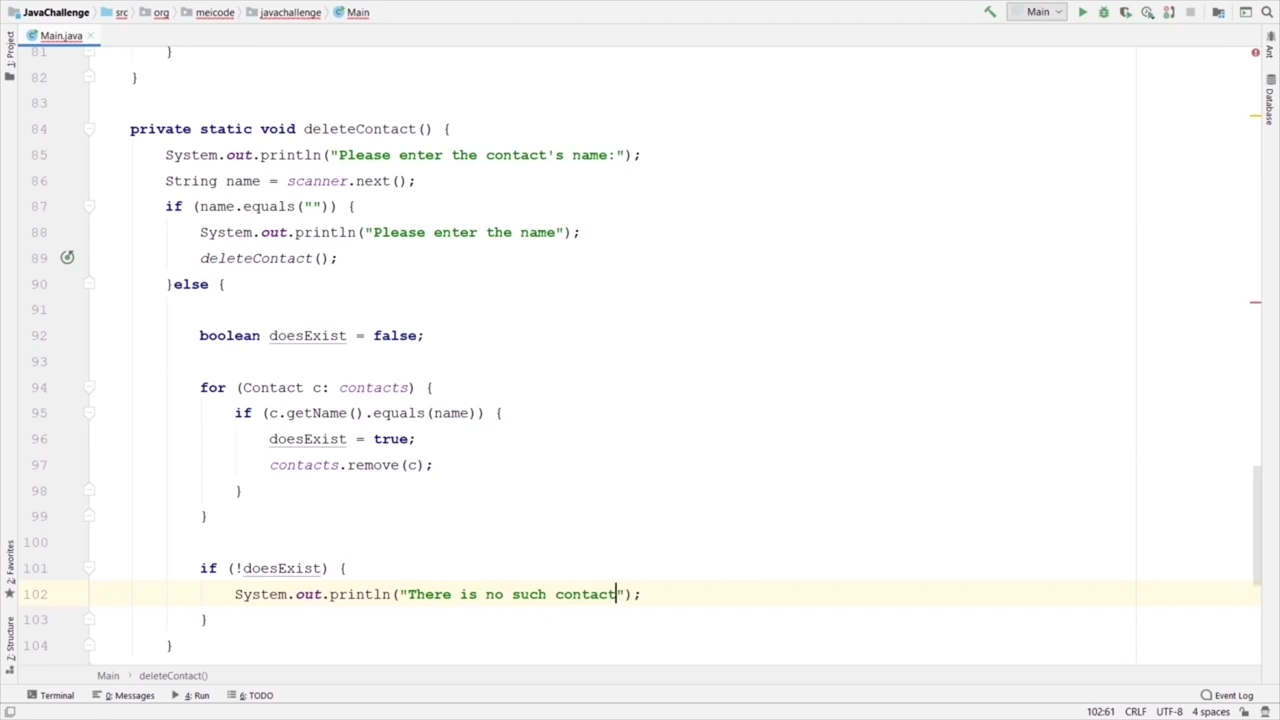 JavaChallenge src org meicode javachallenge Main Main
Main.java
1: Project
Ant
Database
81 }
82 }
83
84 private static void deleteContact() {
85 System.out.println("Please enter the contact's name:");
86 String name = scanner.next();
87 if (name.equals("")) {
88 System.out.println("Please enter the name");
89 deleteContact();
90 }else {
91
92 boolean doesExist = false;
93
94 for (Contact c: contacts) {
95 if (c.getName().equals(name)) {
96 doesExist = true;
97 contacts.remove(c);
98 }
99 }
100
101 if (!doesExist) {
102 System.out.println("There is no such contact");
103 }
104 }
2: Favorites
Z: Structure
Main › deleteContact()
Terminal 0: Messages 4: Run 6: TODO Event Log
102:61 CRLF UTF-8 4 spaces